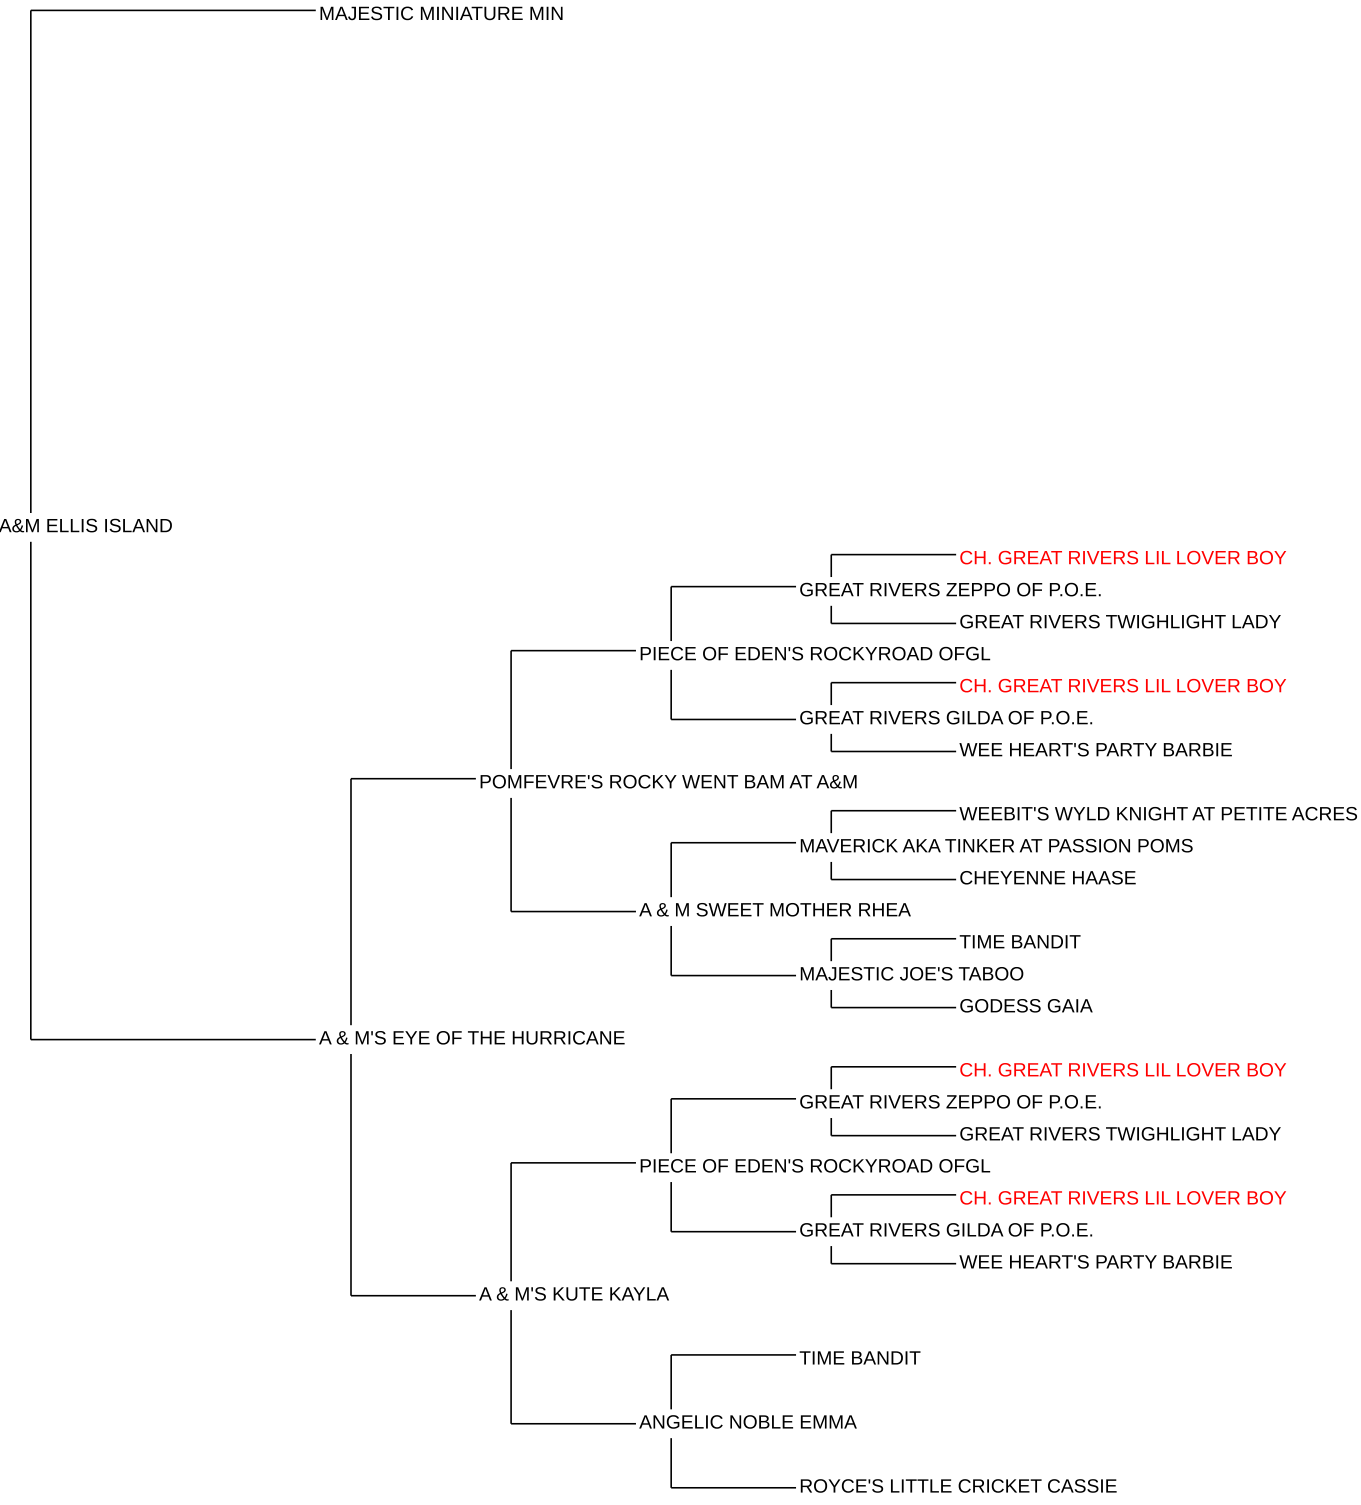 MAJESTIC MINIATURE MIN
A&M ELLIS ISLAND
CH. GREAT RIVERS LIL LOVER BOY
GREAT RIVERS ZEPPO OF P.O.E.
GREAT RIVERS TWIGHLIGHT LADY
PIECE OF EDEN'S ROCKYROAD OFGL
CH. GREAT RIVERS LIL LOVER BOY
GREAT RIVERS GILDA OF P.O.E.
WEE HEART'S PARTY BARBIE
POMFEVRE'S ROCKY WENT BAM AT A&M
WEEBIT'S WYLD KNIGHT AT PETITE ACRES
MAVERICK AKA TINKER AT PASSION POMS
CHEYENNE HAASE
A & M SWEET MOTHER RHEA
TIME BANDIT
MAJESTIC JOE'S TABOO
GODESS GAIA
A & M'S EYE OF THE HURRICANE
CH. GREAT RIVERS LIL LOVER BOY
GREAT RIVERS ZEPPO OF P.O.E.
GREAT RIVERS TWIGHLIGHT LADY
PIECE OF EDEN'S ROCKYROAD OFGL
CH. GREAT RIVERS LIL LOVER BOY
GREAT RIVERS GILDA OF P.O.E.
WEE HEART'S PARTY BARBIE
A & M'S KUTE KAYLA
TIME BANDIT
ANGELIC NOBLE EMMA
ROYCE'S LITTLE CRICKET CASSIE